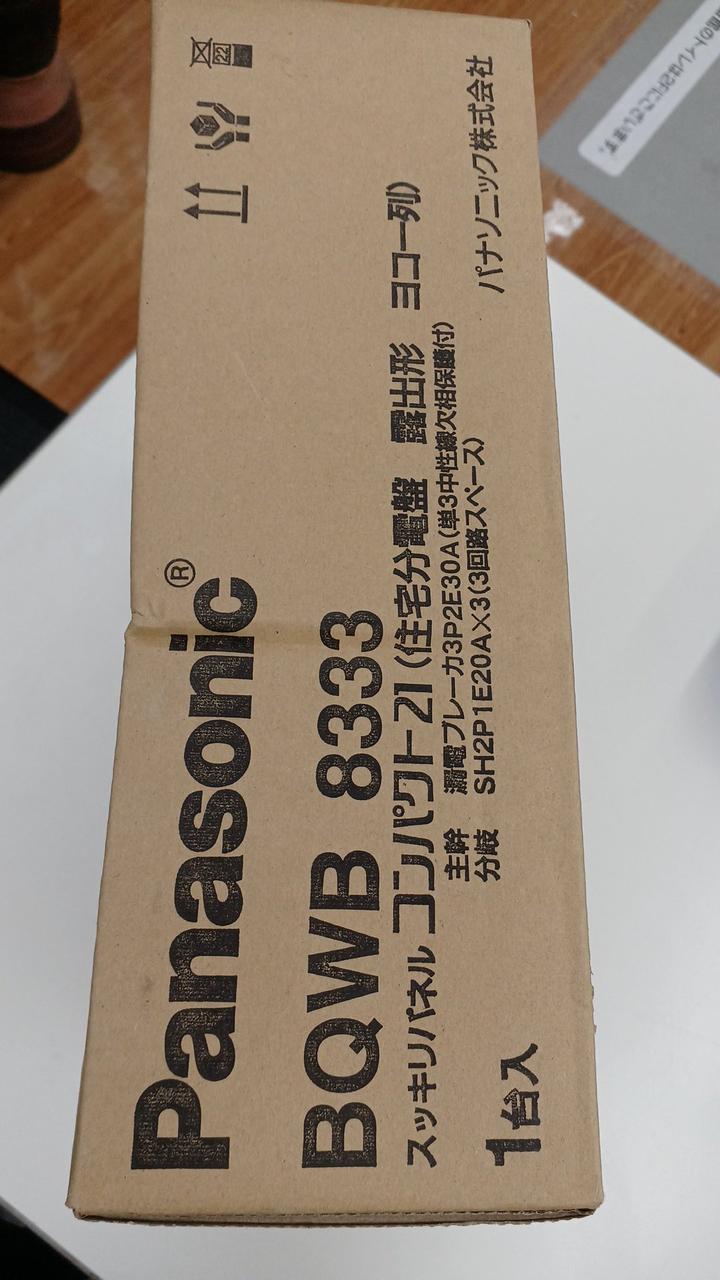 Panasonic®
BQWB 8333
スッキリパネル コンパクト21(住宅分電盤 露出形 ヨコ一列)
主幹 漏電ブレーカ3P2E30A(単3中性線欠相保護付)
分岐 SH2P1E20A×3(3回路スペース)
1台入
パナソニック株式会社
22